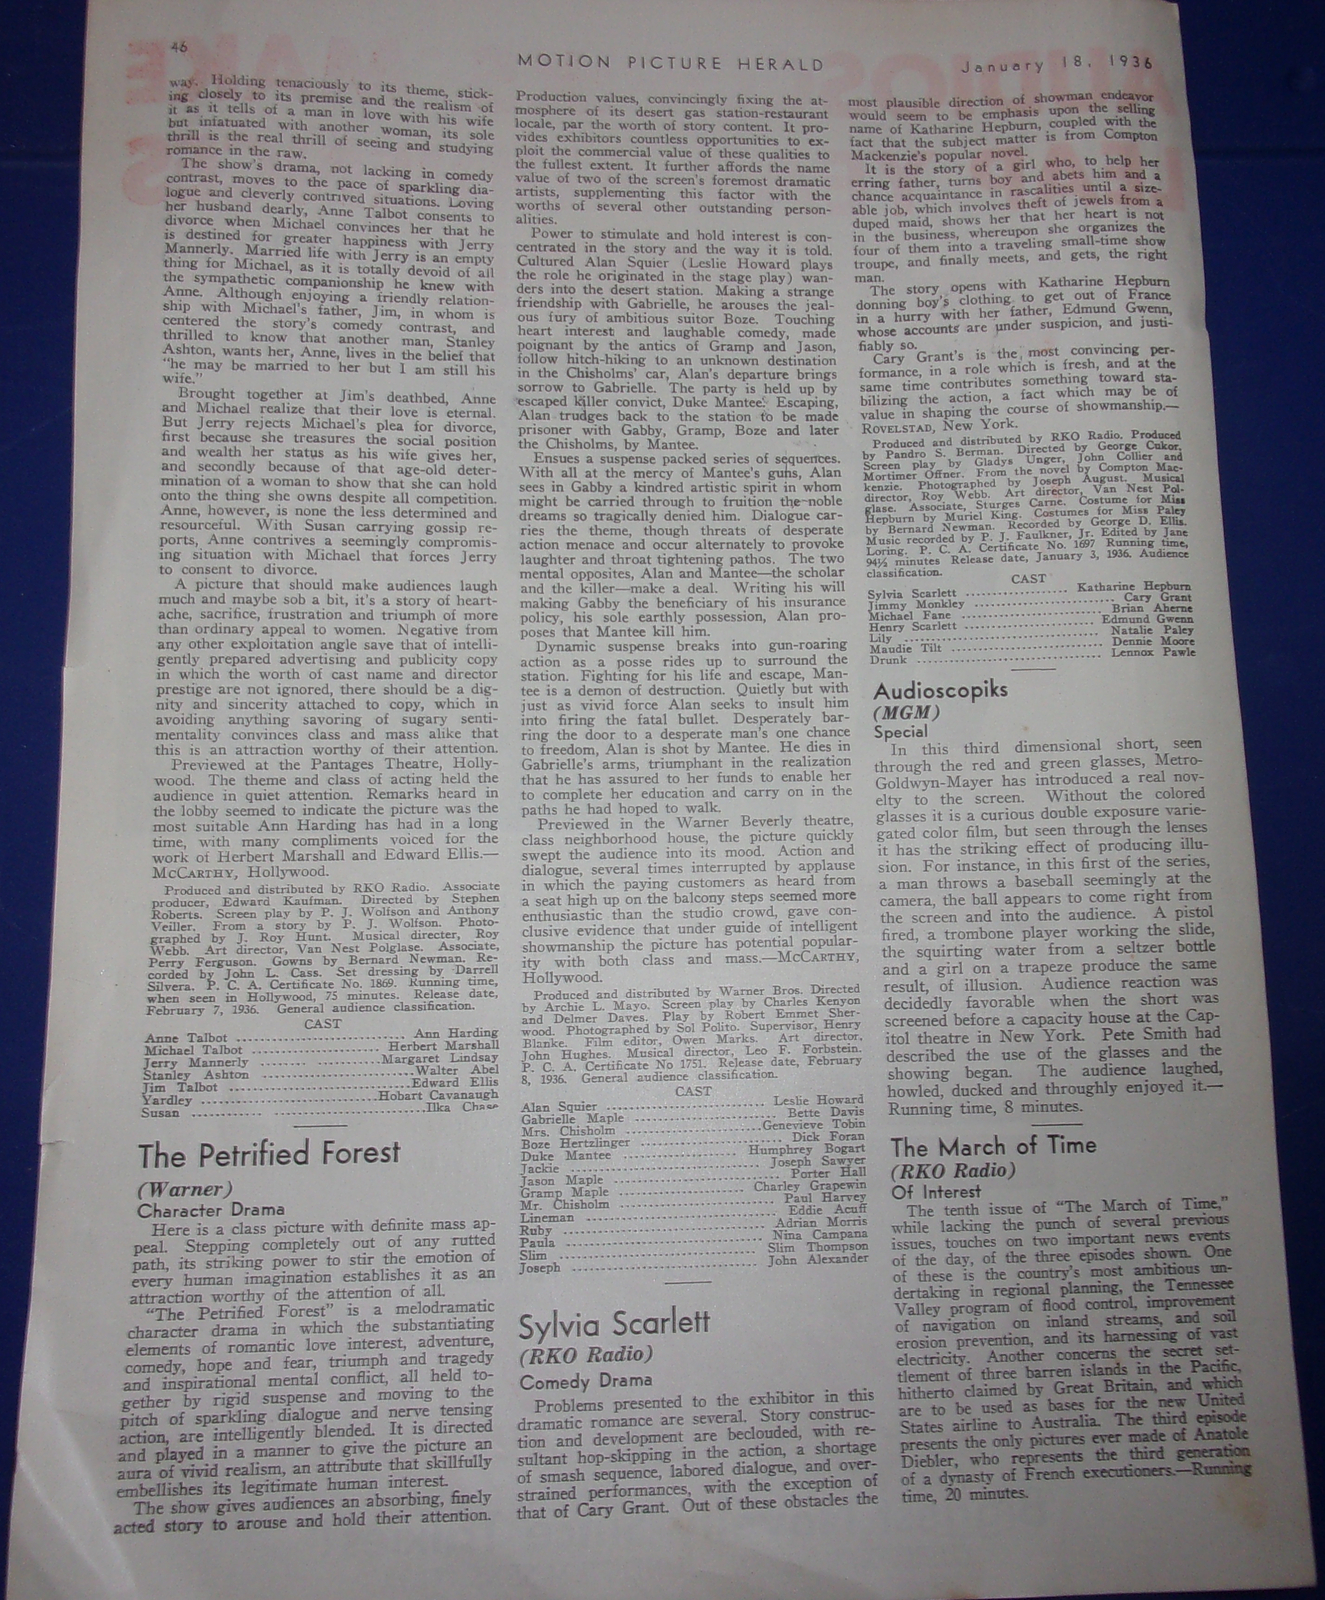 46
MOTION PICTURE HERALD
January 18, 1936
way. Holding tenaciously to its theme, stick-
ing closely to its premise and the realism of
it as it tells of a man in love with his wife
but infatuated with another woman, its sole
thrill is the real thrill of seeing and studying
romance in the raw.
The show's drama, not lacking in comedy
contrast, moves to the pace of sparkling dia-
logue and cleverly contrived situations. Loving
her husband dearly, Anne Talbot consents to
divorce when Michael convinces her that he
is destined for greater happiness with Jerry
Mannerly. Married life with Jerry is an empty
thing for Michael, as it is totally devoid of all
the sympathetic companionship he knew with
Anne. Although enjoying a friendly relation-
ship with Michael's father, Jim, in whom is
centered the story's comedy contrast, and
thrilled to know that another man, Stanley
Ashton, wants her, Anne, lives in the belief that
"he may be married to her but I am still his
wife."
Brought together at Jim's deathbed, Anne
and Michael realize that their love is eternal.
But Jerry rejects Michael's plea for divorce,
first because she treasures the social position
and wealth her status as his wife gives her,
and secondly because of that age-old deter-
mination of a woman to show that she can hold
onto the thing she owns despite all competition.
Anne, however, is none the less determined and
resourceful. With Susan carrying gossip re-
ports, Anne contrives a seemingly compromis-
ing situation with Michael that forces Jerry
to consent to divorce.
A picture that should make audiences laugh
much and maybe sob a bit, it's a story of heart-
ache, sacrifice, frustration and triumph of more
than ordinary appeal to women. Negative from
any other exploitation angle save that of intelli-
gently prepared advertising and publicity copy
in which the worth of cast name and director
prestige are not ignored, there should be a dig-
nity and sincerity attached to copy, which in
avoiding anything savoring of sugary senti-
mentality convinces class and mass alike that
this is an attraction worthy of their attention.
Previewed at the Pantages Theatre, Holly-
wood. The theme and class of acting held the
audience in quiet attention. Remarks heard in
the lobby seemed to indicate the picture was the
most suitable Ann Harding has had in a long
time, with many compliments voiced for the
work of Herbert Marshall and Edward Ellis.—
McCARTHY, Hollywood.
Produced and distributed by RKO Radio. Associate
producer, Edward Kaufman. Directed by Stephen
Roberts. Screen play by P. J. Wolfson and Anthony
Veiller. From a story by P. J. Wolfson. Photo-
graphed by J. Roy Hunt. Musical directer, Roy
Webb. Art director, Van Nest Polglase. Associate,
Perry Ferguson. Gowns by Bernard Newman. Re-
corded by John L. Cass. Set dressing by Darrell
Silvera. P. C. A. Certificate No. 1869. Running time,
when seen in Hollywood, 75 minutes. Release date,
February 7, 1936. General audience classification.
CAST
Anne Talbot ........ Ann Harding
Michael Talbot ........ Herbert Marshall
Jerry Mannerly ........ Margaret Lindsay
Stanley Ashton ........ Walter Abel
Jim Talbot ........ Edward Ellis
Yardley ........ Hobart Cavanaugh
Susan ........ Ilka Chase
The Petrified Forest
(Warner)
Character Drama
Here is a class picture with definite mass ap-
peal. Stepping completely out of any rutted
path, its striking power to stir the emotion of
every human imagination establishes it as an
attraction worthy of the attention of all.
"The Petrified Forest" is a melodramatic
character drama in which the substantiating
elements of romantic love interest, adventure,
comedy, hope and fear, triumph and tragedy
and inspirational mental conflict, all held to-
gether by rigid suspense and moving to the
pitch of sparkling dialogue and nerve tensing
action, are intelligently blended. It is directed
and played in a manner to give the picture an
aura of vivid realism, an attribute that skillfully
embellishes its legitimate human interest.
The show gives audiences an absorbing, finely
acted story to arouse and hold their attention.
Production values, convincingly fixing the at-
mosphere of its desert gas station-restaurant
locale, par the worth of story content. It pro-
vides exhibitors countless opportunities to ex-
ploit the commercial value of these qualities to
the fullest extent. It further affords the name
value of two of the screen's foremost dramatic
artists, supplementing this factor with the
worths of several other outstanding person-
alities.
Power to stimulate and hold interest is con-
centrated in the story and the way it is told.
Cultured Alan Squier (Leslie Howard plays
the role he originated in the stage play) wan-
ders into the desert station. Making a strange
friendship with Gabrielle, he arouses the jeal-
ous fury of ambitious suitor Boze. Touching
heart interest and laughable comedy, made
poignant by the antics of Gramp and Jason,
follow hitch-hiking to an unknown destination
in the Chisholms' car, Alan's departure brings
sorrow to Gabrielle. The party is held up by
escaped killer convict, Duke Mantee. Escaping,
Alan trudges back to the station to be made
prisoner with Gabby, Gramp, Boze and later
the Chisholms, by Mantee.
Ensues a suspense packed series of sequences.
With all at the mercy of Mantee's guns, Alan
sees in Gabby a kindred artistic spirit in whom
might be carried through to fruition the noble
dreams so tragically denied him. Dialogue car-
ries the theme, though threats of desperate
action menace and occur alternately to provoke
laughter and throat tightening pathos. The two
mental opposites, Alan and Mantee—the scholar
and the killer—make a deal. Writing his will
making Gabby the beneficiary of his insurance
policy, his sole earthly possession, Alan pro-
poses that Mantee kill him.
Dynamic suspense breaks into gun-roaring
action as a posse rides up to surround the
station. Fighting for his life and escape, Man-
tee is a demon of destruction. Quietly but with
just as vivid force Alan seeks to insult him
into firing the fatal bullet. Desperately bar-
ring the door to a desperate man's one chance
to freedom, Alan is shot by Mantee. He dies in
Gabrielle's arms, triumphant in the realization
that he has assured to her funds to enable her
to complete her education and carry on in the
paths he had hoped to walk.
Previewed in the Warner Beverly theatre,
class neighborhood house, the picture quickly
swept the audience into its mood. Action and
dialogue, several times interrupted by applause
in which the paying customers as heard from
a seat high up on the balcony steps seemed more
enthusiastic than the studio crowd, gave con-
clusive evidence that under guide of intelligent
showmanship the picture has potential popular-
ity with both class and mass.—McCARTHY,
Hollywood.
Produced and distributed by Warner Bros. Directed
by Archie L. Mayo. Screen play by Charles Kenyon
and Delmer Daves. Play by Robert Emmet Sher-
wood. Photographed by Sol Polito. Supervisor, Henry
Blanke. Film editor, Owen Marks. Art director,
John Hughes. Musical director, Leo F. Forbstein.
P. C. A. Certificate No 1751. Release date, February
8, 1936. General audience classification.
CAST
Alan Squier ........ Leslie Howard
Gabrielle Maple ........ Bette Davis
Mrs. Chisholm ........ Genevieve Tobin
Boze Hertzlinger ........ Dick Foran
Duke Mantee ........ Humphrey Bogart
Jackie ........ Joseph Sawyer
Jason Maple ........ Porter Hall
Gramp Maple ........ Charley Grapewin
Mr. Chisholm ........ Paul Harvey
Lineman ........ Eddie Acuff
Ruby ........ Adrian Morris
Paula ........ Nina Campana
Slim ........ Slim Thompson
Joseph ........ John Alexander
Sylvia Scarlett
(RKO Radio)
Comedy Drama
Problems presented to the exhibitor in this
dramatic romance are several. Story construc-
tion and development are beclouded, with re-
sultant hop-skipping in the action, a shortage
of smash sequence, labored dialogue, and over-
strained performances, with the exception of
that of Cary Grant. Out of these obstacles the
most plausible direction of showman endeavor
would seem to be emphasis upon the selling
name of Katharine Hepburn, coupled with the
fact that the subject matter is from Compton
Mackenzie's popular novel.
It is the story of a girl who, to help her
erring father, turns boy and abets him and a
chance acquaintance in rascalities until a size-
able job, which involves theft of jewels from a
duped maid, shows her that her heart is not
in the business, whereupon she organizes the
four of them into a traveling small-time show
troupe, and finally meets, and gets, the right
man.
The story opens with Katharine Hepburn
donning boy's clothing to get out of France
in a hurry with her father, Edmund Gwenn,
whose accounts are under suspicion, and justi-
fiably so.
Cary Grant's is the most convincing per-
formance, in a role which is fresh, and at the
same time contributes something toward sta-
bilizing the action, a fact which may be of
value in shaping the course of showmanship.—
ROVELSTAD, New York.
Produced and distributed by RKO Radio. Produced
by Pandro S. Berman. Directed by George Cukor.
Screen play by Gladys Unger, John Collier and
Mortimer Offner. From the novel by Compton Mac-
kenzie. Photographed by Joseph August. Musical
director, Roy Webb. Art director, Van Nest Pol-
glase. Associate, Sturges Carne. Costume for Miss
Hepburn by Muriel King. Costumes for Miss Paley
by Bernard Newman. Recorded by George D. Ellis.
Music recorded by P. J. Faulkner, Jr. Edited by Jane
Loring. P. C. A. Certificate No. 1697 Running time,
94½ minutes Release date, January 3, 1936. Audience
classification.
CAST
Sylvia Scarlett ........ Katharine Hepburn
Jimmy Monkley ........ Cary Grant
Michael Fane ........ Brian Aherne
Henry Scarlett ........ Edmund Gwenn
Lily ........ Natalie Paley
Maudie Tilt ........ Dennie Moore
Drunk ........ Lennox Pawle
Audioscopiks
(MGM)
Special
In this third dimensional short, seen
through the red and green glasses, Metro-
Goldwyn-Mayer has introduced a real nov-
elty to the screen. Without the colored
glasses it is a curious double exposure varie-
gated color film, but seen through the lenses
it has the striking effect of producing illu-
sion. For instance, in this first of the series,
a man throws a baseball seemingly at the
camera, the ball appears to come right from
the screen and into the audience. A pistol
fired, a trombone player working the slide,
the squirting water from a seltzer bottle
and a girl on a trapeze produce the same
result, of illusion. Audience reaction was
decidedly favorable when the short was
screened before a capacity house at the Cap-
itol theatre in New York. Pete Smith had
described the use of the glasses and the
showing began. The audience laughed,
howled, ducked and throughly enjoyed it.—
Running time, 8 minutes.
The March of Time
(RKO Radio)
Of Interest
The tenth issue of "The March of Time,"
while lacking the punch of several previous
issues, touches on two important news events
of the day, of the three episodes shown. One
of these is the country's most ambitious un-
dertaking in regional planning, the Tennessee
Valley program of flood control, improvement
of navigation on inland streams, and soil
erosion prevention, and its harnessing of vast
electricity. Another concerns the secret set-
tlement of three barren islands in the Pacific,
hitherto claimed by Great Britain, and which
are to be used as bases for the new United
States airline to Australia. The third episode
presents the only pictures ever made of Anatole
Diebler, who represents the third generation
of a dynasty of French executioners.—Running
time, 20 minutes.